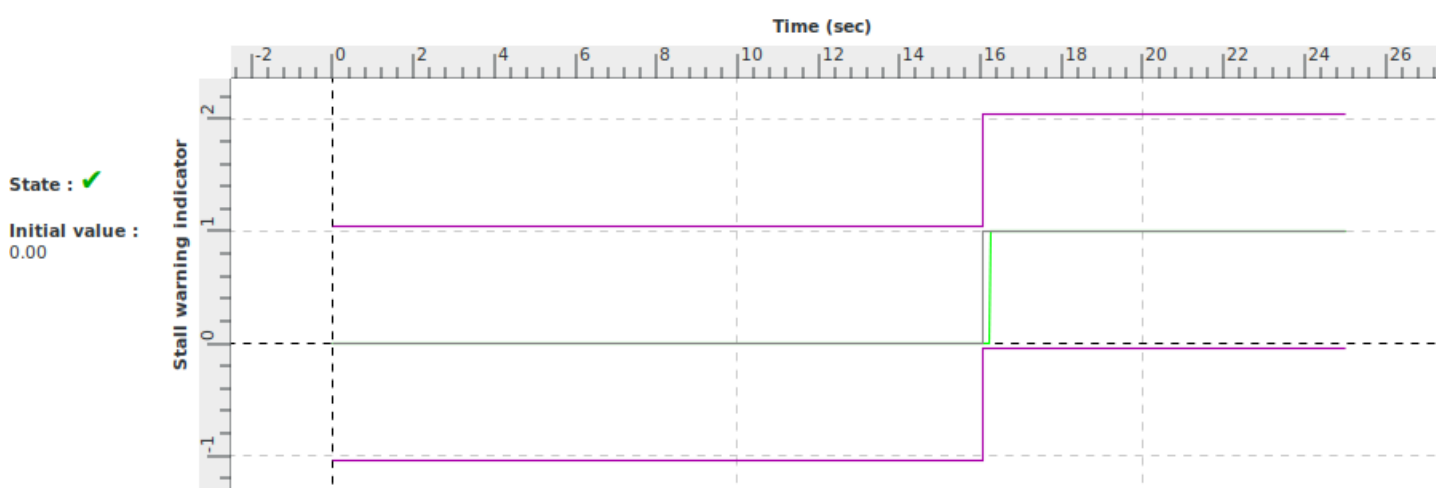 Time (sec)
-2 0 2 4 6 8 10 12 14 16 18 20 22 24 26
2
1
0
-1
Stall warning indicator
State : ✔
Initial value :
0.00